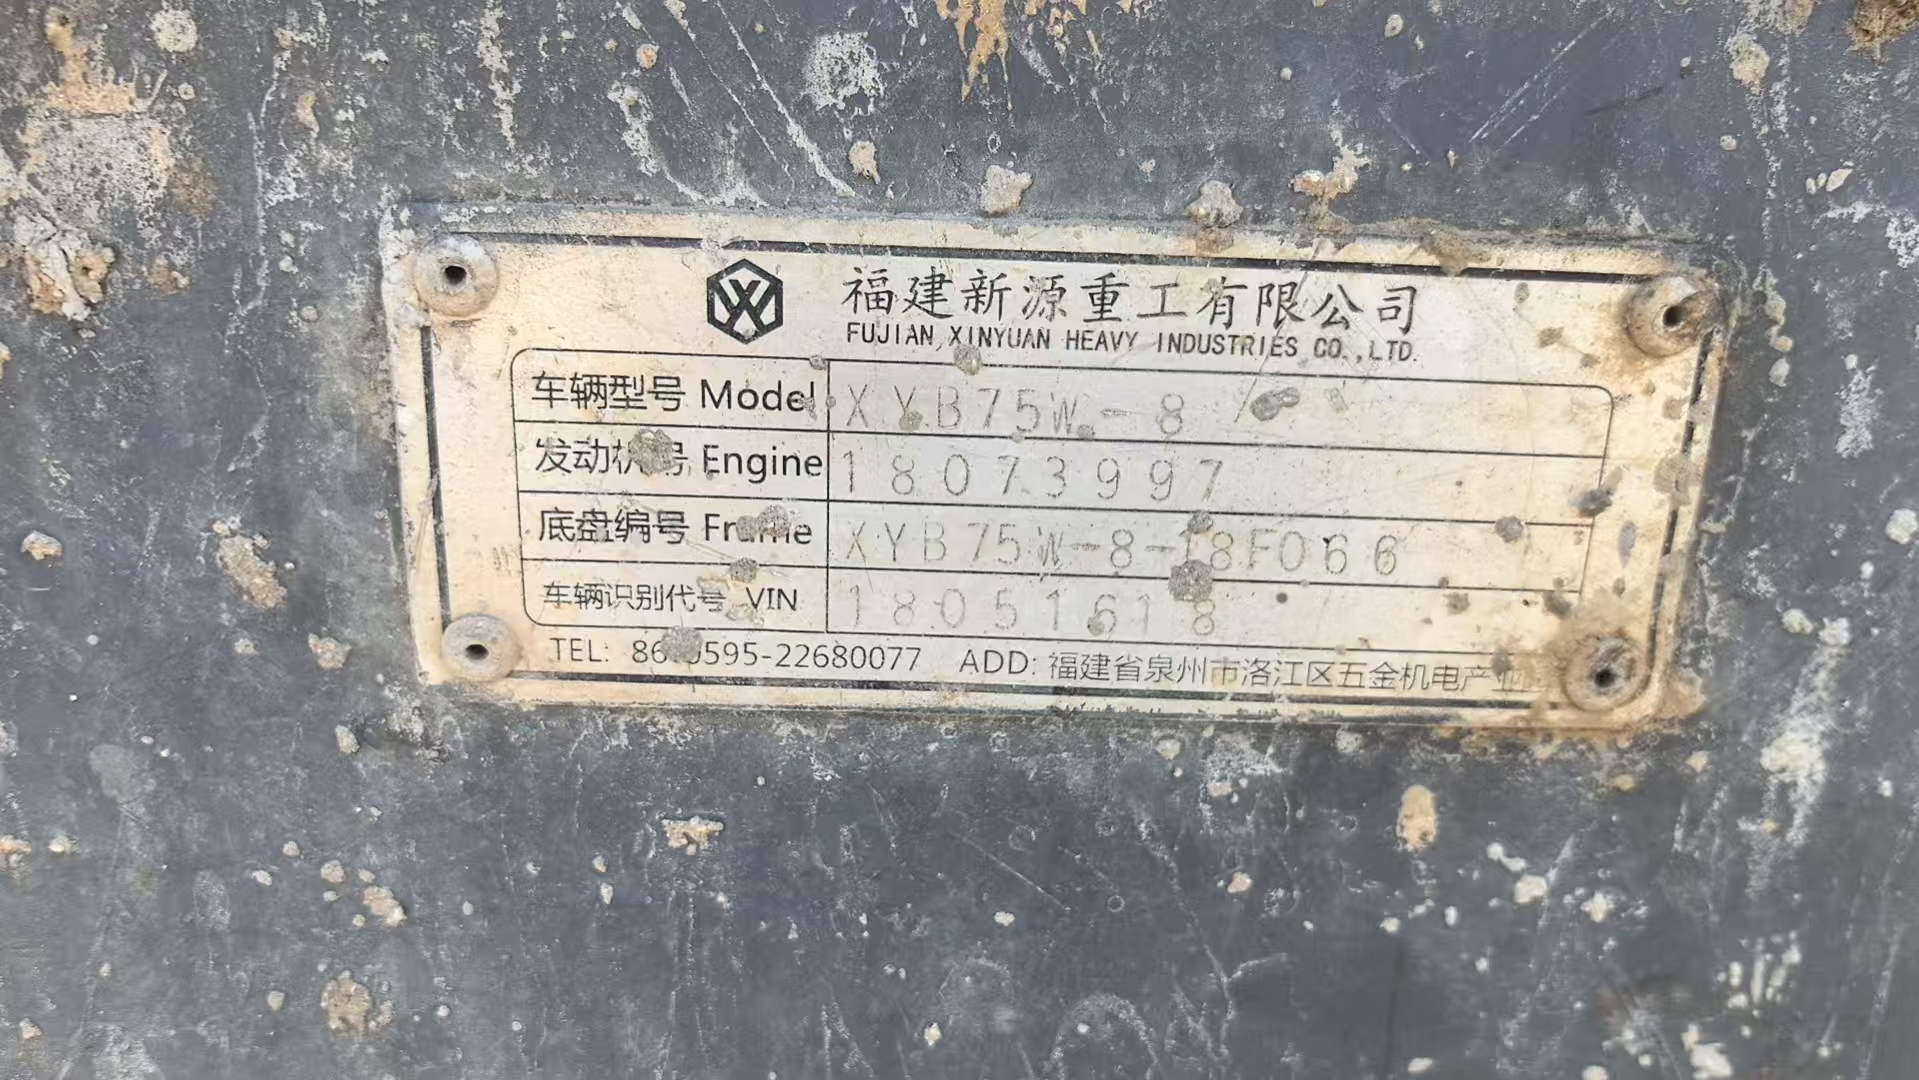 福建新源重工有限公司
FUJIAN XINYUAN HEAVY INDUSTRIES CO.,LTD.
车辆型号 Model XYB75W-8
发动机号 Engine 18073997
底盘编号 Frame XYB75W-8-18F066
车辆识别代号 VIN 18051618
TEL: 86-0595-22680077 ADD: 福建省泉州市洛江区五金机电产业